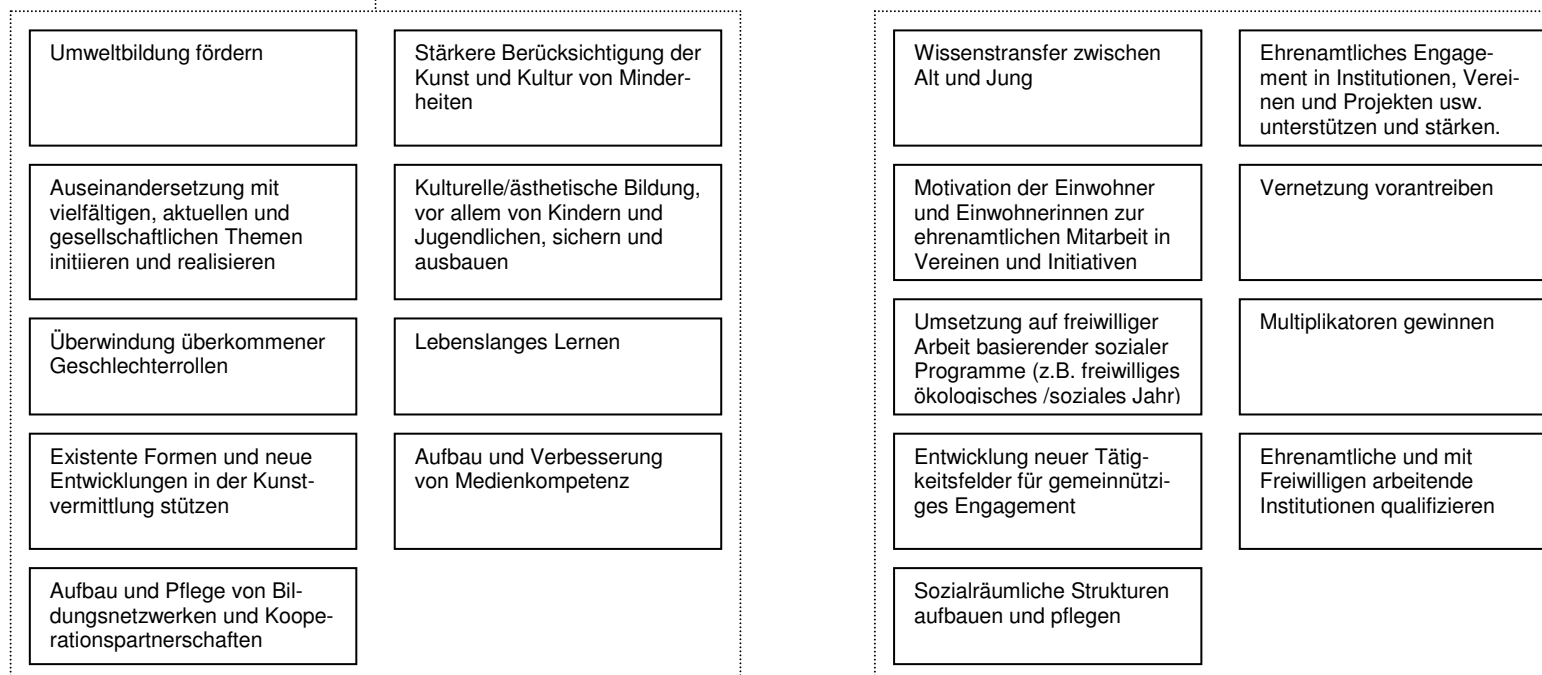 Umweltbildung fördern
Stärkere Berücksichtigung der
Kunst und Kultur von Minder-
heiten
Auseinandersetzung mit
vielfältigen, aktuellen und
gesellschaftlichen Themen
initiieren und realisieren
Kulturelle/ästhetische Bildung,
vor allem von Kindern und
Jugendlichen, sichern und
ausbauen
Überwindung überkommener
Geschlechterrollen
Lebenslanges Lernen
Existente Formen und neue
Entwicklungen in der Kunst-
vermittlung stützen
Aufbau und Verbesserung
von Medienkompetenz
Aufbau und Pflege von Bil-
dungsnetzwerken und Koope-
rationspartnerschaften
Wissenstransfer zwischen
Alt und Jung
Ehrenamtliches Engage-
ment in Institutionen, Verei-
nen und Projekten usw.
unterstützen und stärken.
Motivation der Einwohner
und Einwohnerinnen zur
ehrenamtlichen Mitarbeit in
Vereinen und Initiativen
Vernetzung vorantreiben
Umsetzung auf freiwilliger
Arbeit basierender sozialer
Programme (z.B. freiwilliges
ökologisches /soziales Jahr)
Multiplikatoren gewinnen
Entwicklung neuer Tätig-
keitsfelder für gemeinnützi-
ges Engagement
Ehrenamtliche und mit
Freiwilligen arbeitende
Institutionen qualifizieren
Sozialräumliche Strukturen
aufbauen und pflegen